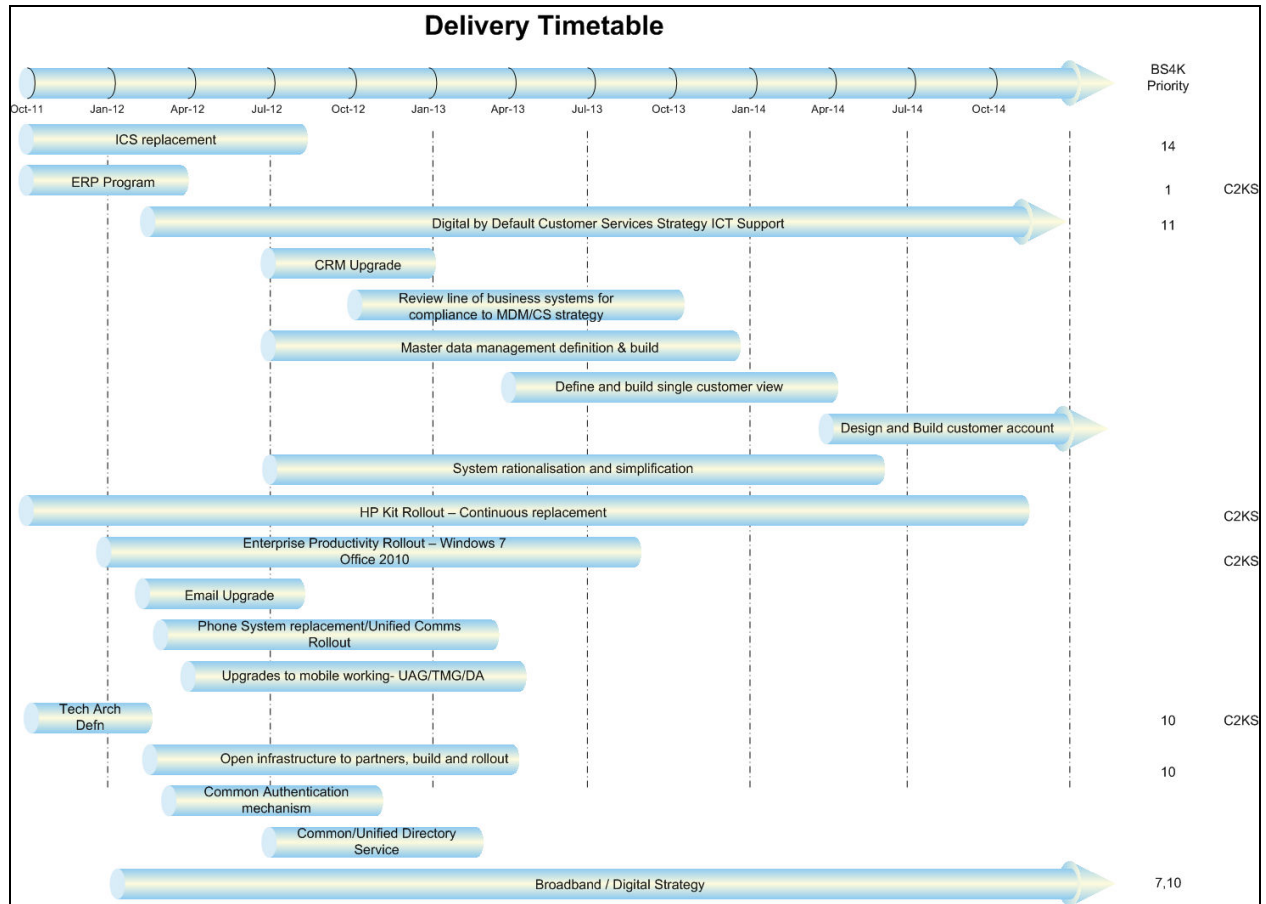 Delivery Timetable
BS4K
Priority
Oct-11 Jan-12 Apr-12 Jul-12 Oct-12 Jan-13 Apr-13 Jul-13 Oct-13 Jan-14 Apr-14 Jul-14 Oct-14
ICS replacement 14
ERP Program 1 C2KS
Digital by Default Customer Services Strategy ICT Support 11
CRM Upgrade
Review line of business systems for
compliance to MDM/CS strategy
Master data management definition & build
Define and build single customer view
Design and Build customer account
System rationalisation and simplification
HP Kit Rollout – Continuous replacement C2KS
Enterprise Productivity Rollout – Windows 7
Office 2010 C2KS
Email Upgrade
Phone System replacement/Unified Comms
Rollout
Upgrades to mobile working- UAG/TMG/DA
Tech Arch
Defn 10 C2KS
Open infrastructure to partners, build and rollout 10
Common Authentication
mechanism
Common/Unified Directory
Service
Broadband / Digital Strategy 7,10